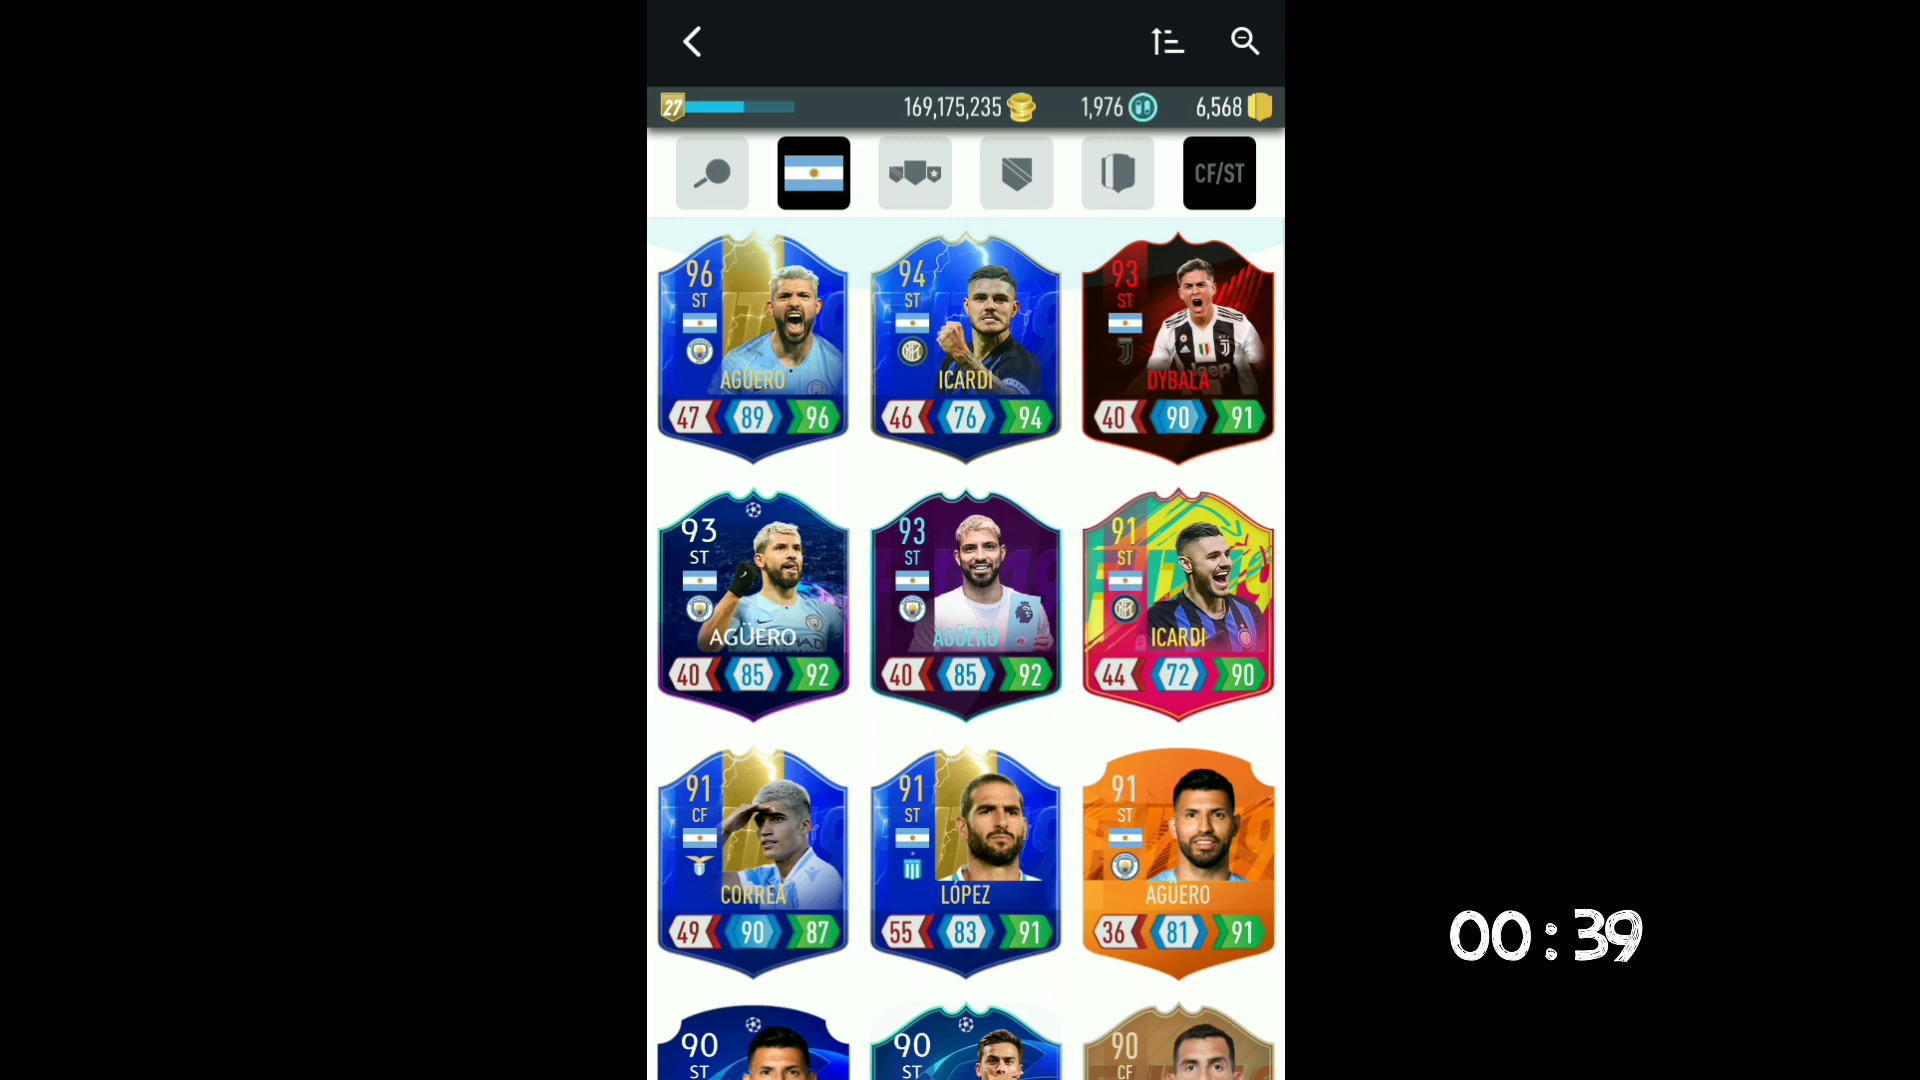 27 169,175,235 1,976 6,568
CF/ST
96 94 93
ST ST ST
AGÜERO ICARDI DYBALA
47 89 96 46 76 94 40 90 91
93 93 91
ST ST ST
AGÜERO AGÜERO ICARDI
40 85 92 40 85 92 44 72 90
91 91 91
CF ST ST
CORREA LÓPEZ AGÜERO
49 90 87 55 83 91 36 81 91
00:39
90 90 90
ST ST CF